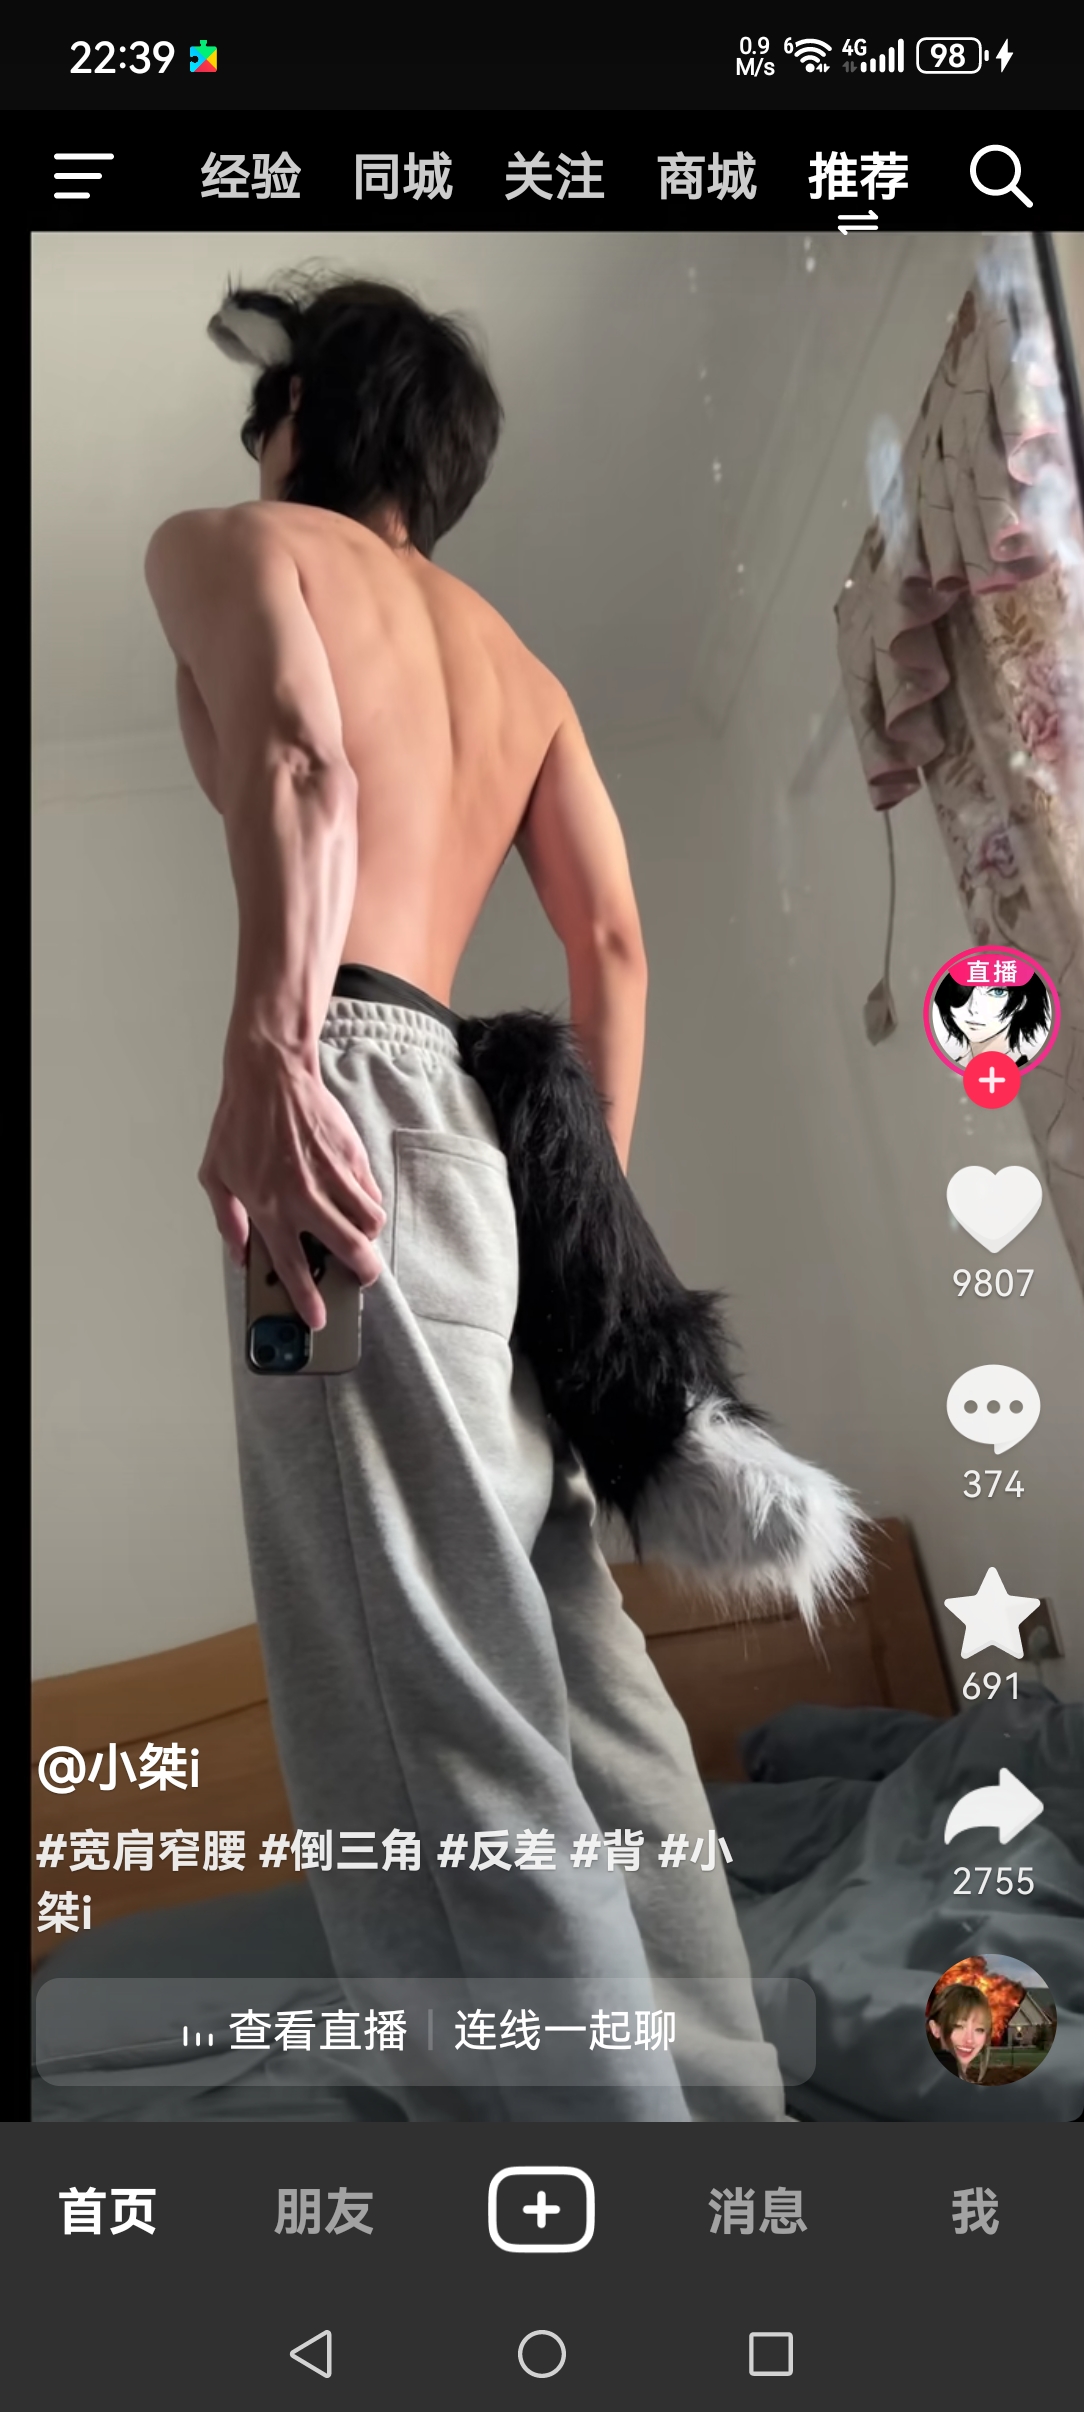 22:39
0.9 M/s 6 4G 98
经验 同城 关注 商城 推荐
直播
9807
374
691
2755
@小桀i
#宽肩窄腰 #倒三角 #反差 #背 #小
桀i
查看直播 | 连线一起聊
首页 朋友 消息 我